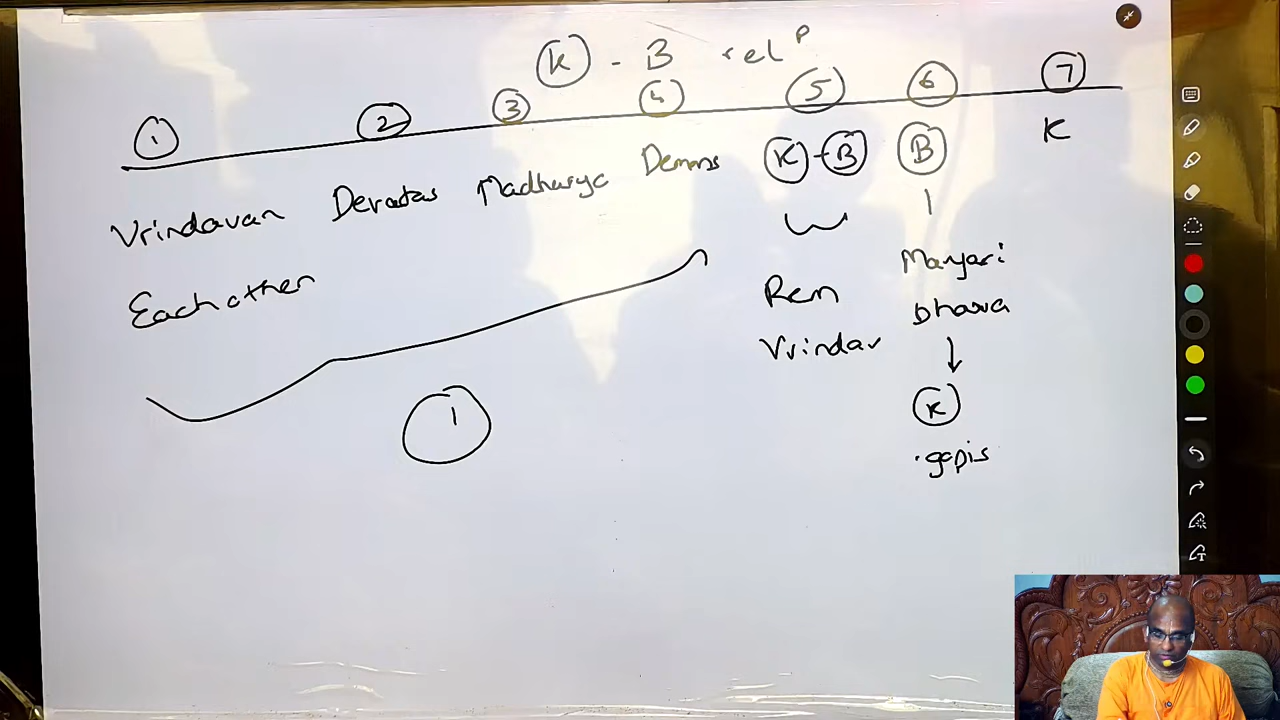 K - B relP
1 2 3 4 5 6 7
Vrindavan Devatas Madhurya Demons K - B B K
Each other
Rem
Vrindav
Manjari
bhava
K
gopis
1